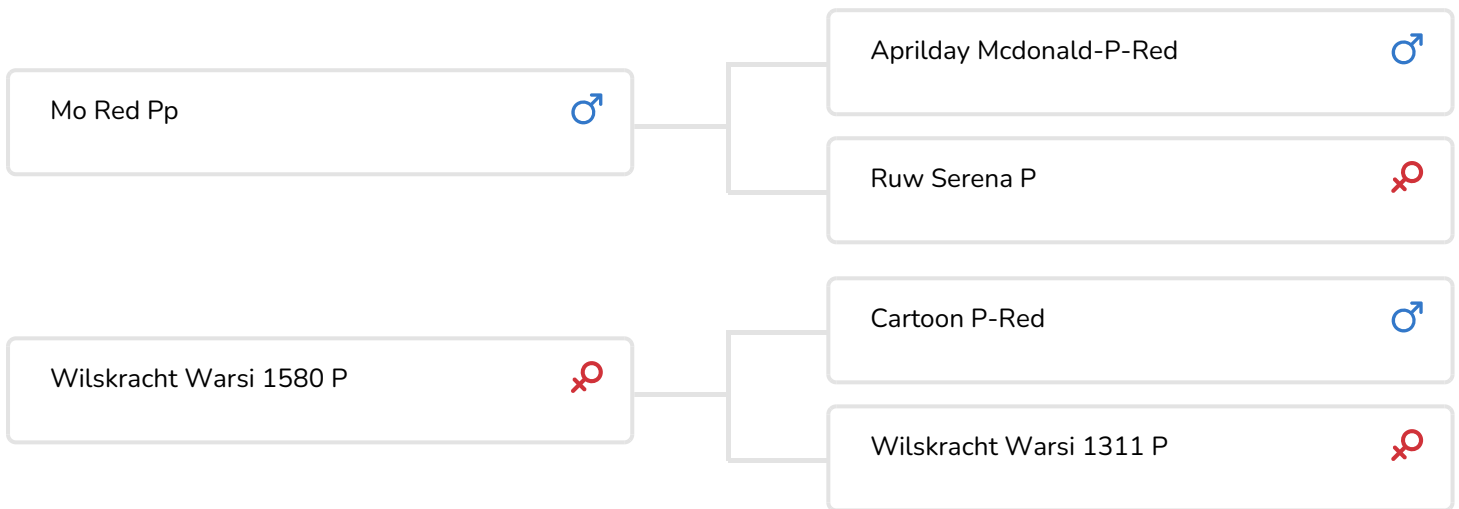 Aprilday Mcdonald-P-Red
Mo Red Pp
Ruw Serena P
Cartoon P-Red
Wilskracht Warsi 1580 P
Wilskracht Warsi 1311 P